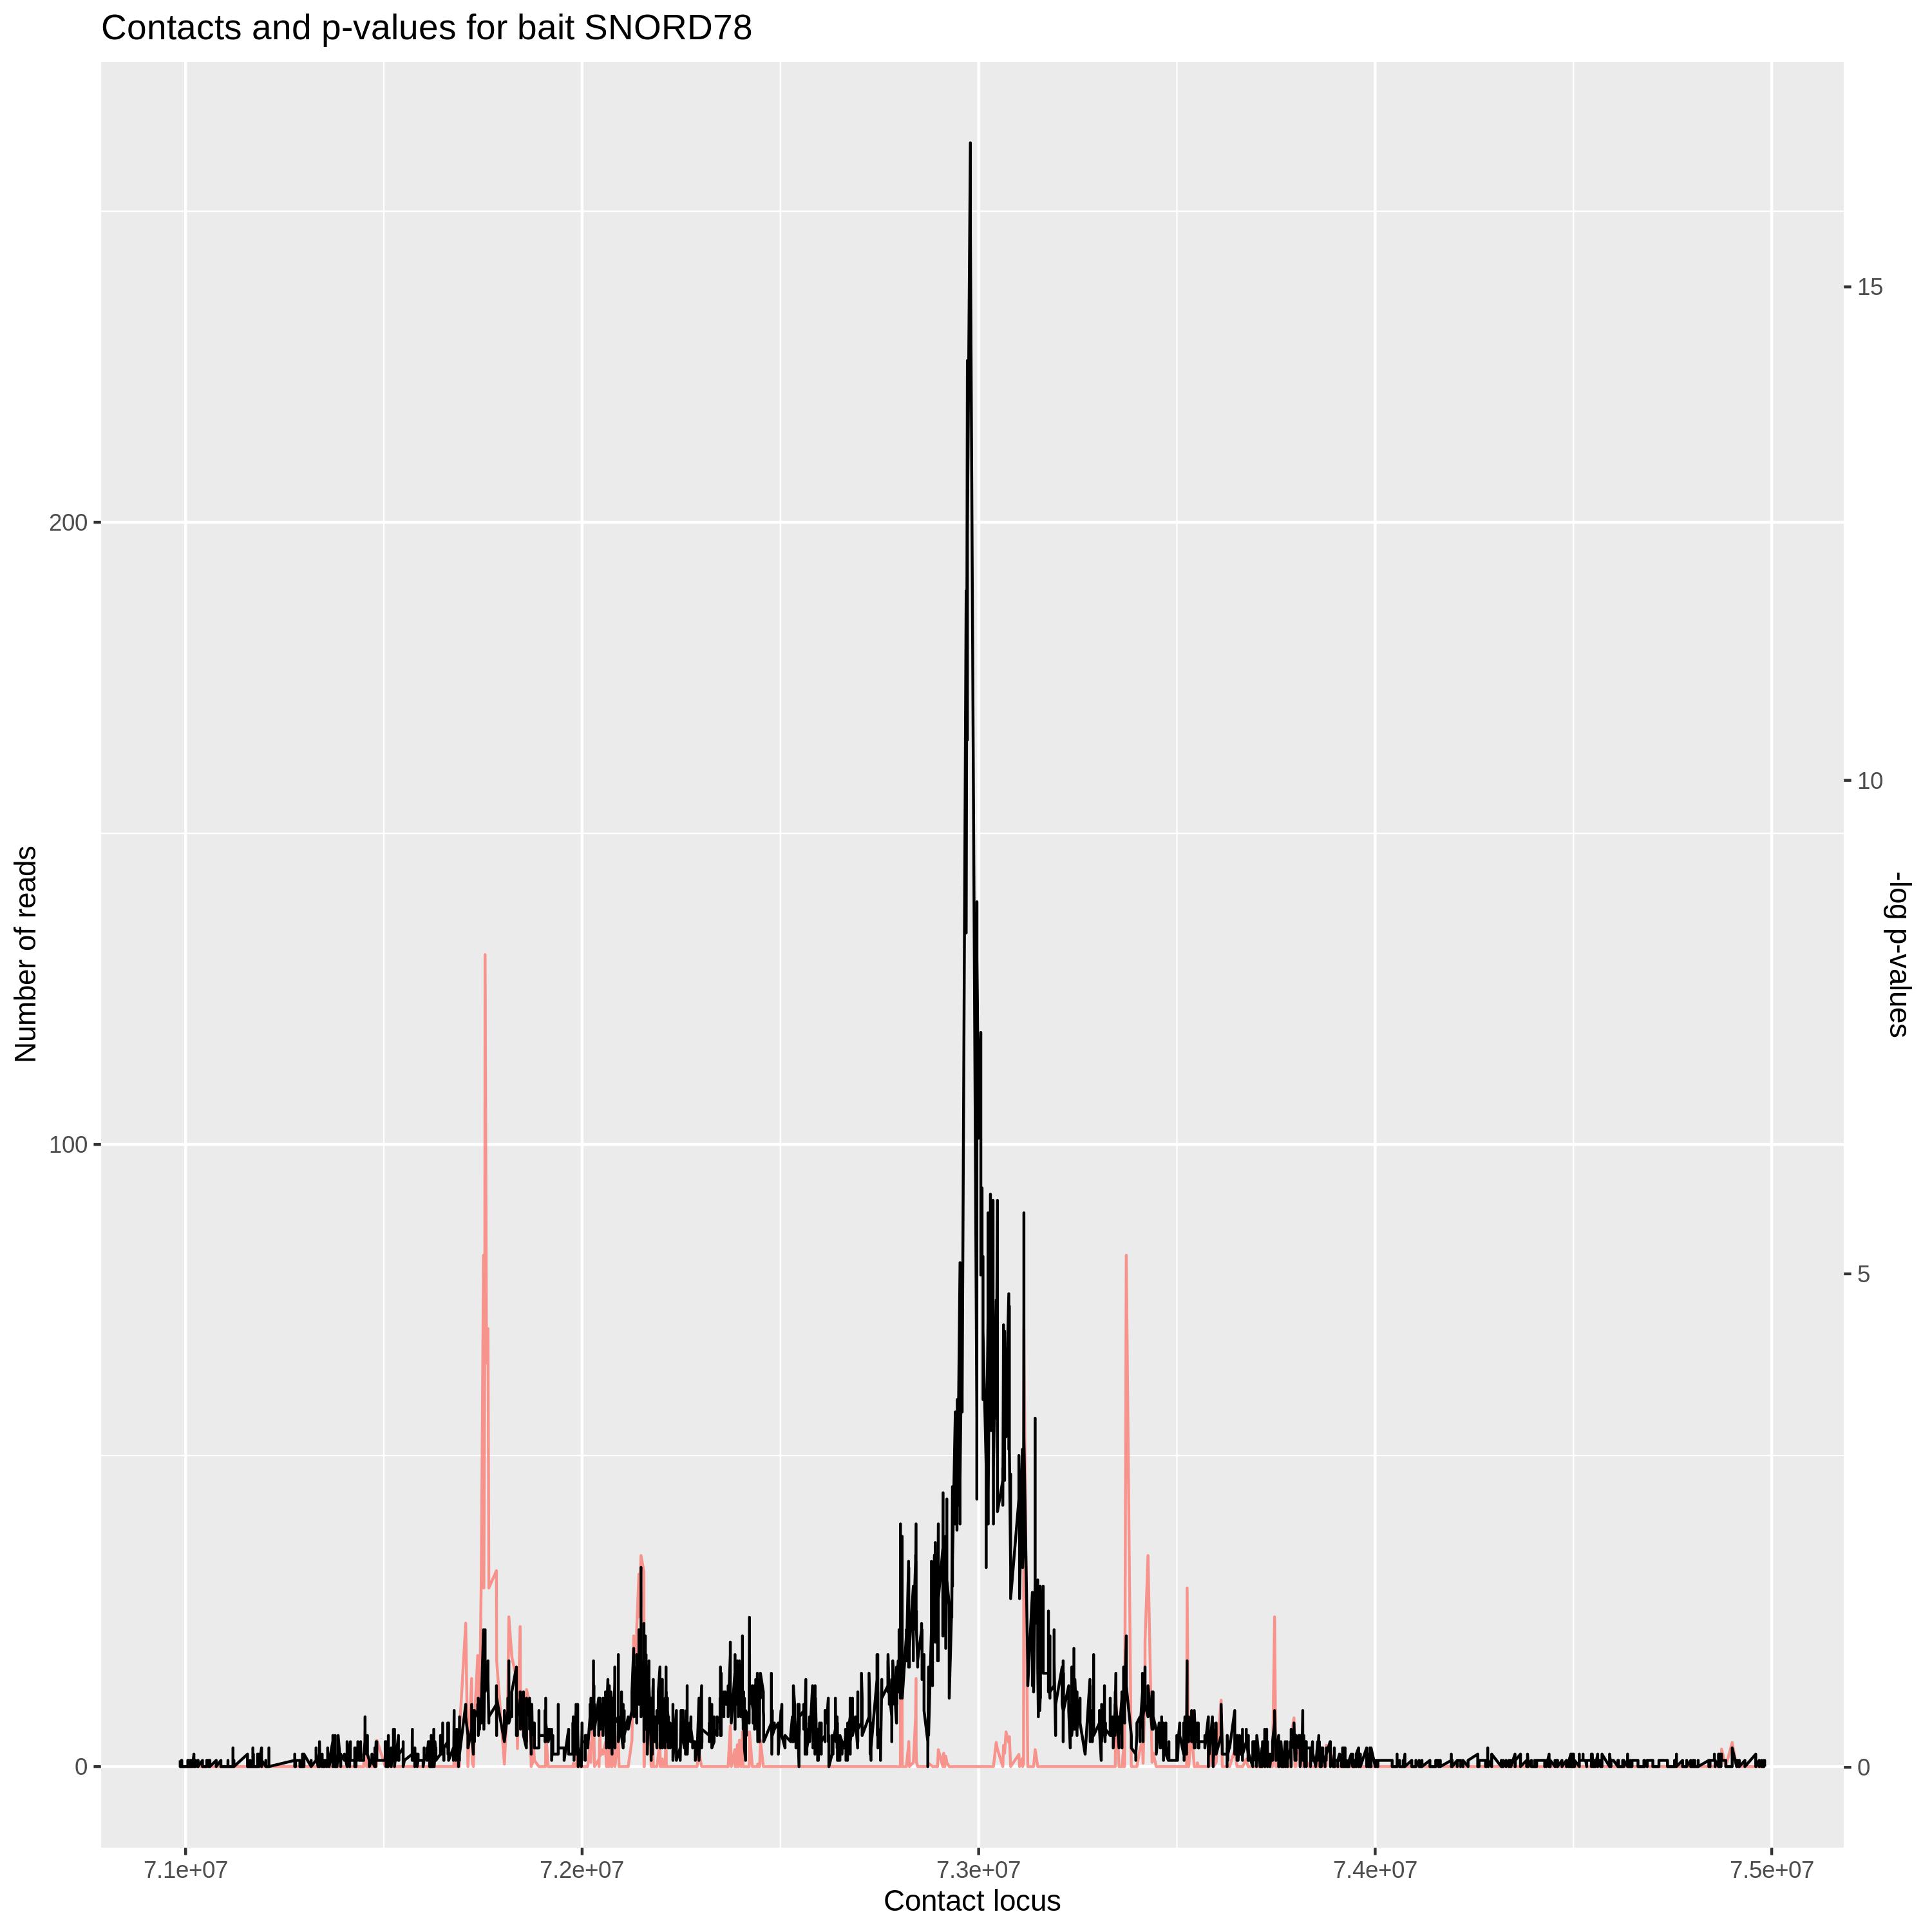 Contacts and p-values for bait SNORD78
200
100
0
Number of reads
15
10
5
0
-log p-values
7.1e+07 7.2e+07 7.3e+07 7.4e+07 7.5e+07
Contact locus